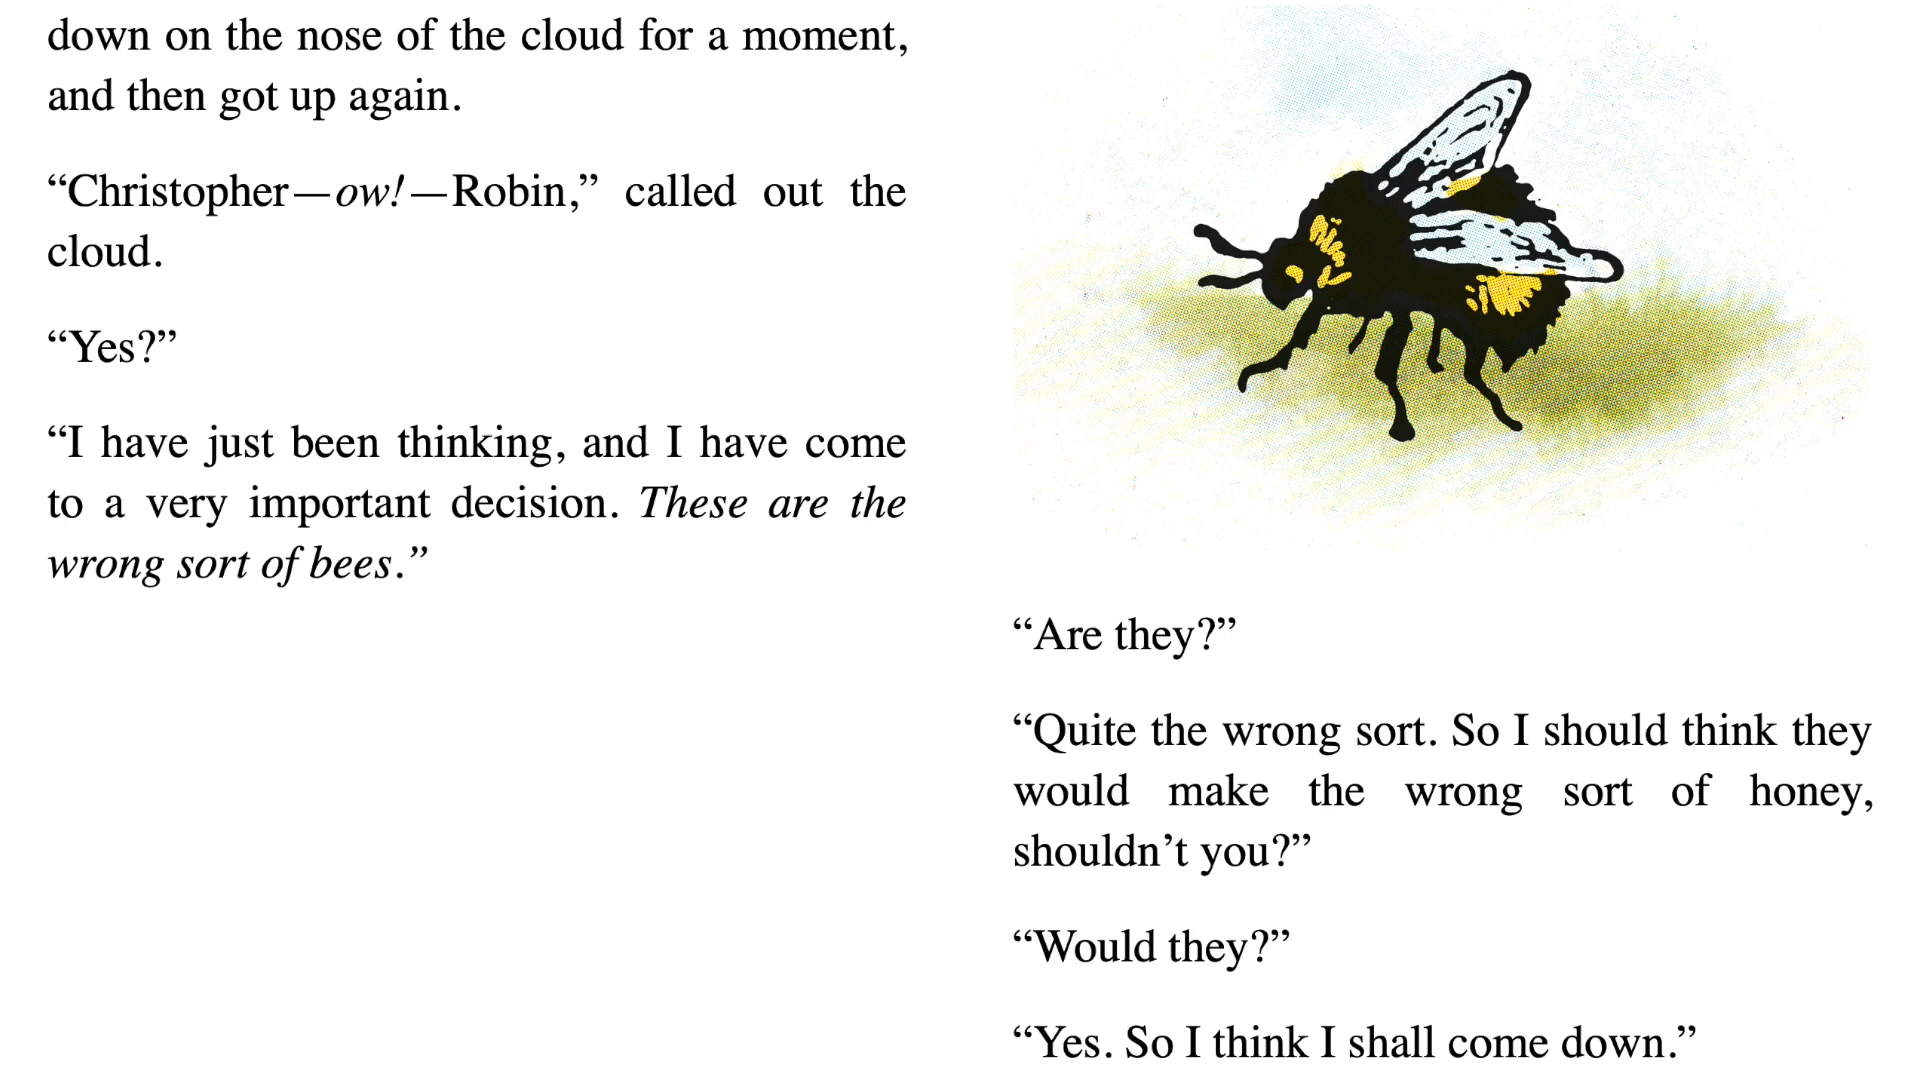 down on the nose of the cloud for a moment,
and then got up again.
“Christopher—ow!—Robin,” called out the
cloud.
“Yes?”
“I have just been thinking, and I have come
to a very important decision. These are the
wrong sort of bees.”
“Are they?”
“Quite the wrong sort. So I should think they
would make the wrong sort of honey,
shouldn’t you?”
“Would they?”
“Yes. So I think I shall come down.”